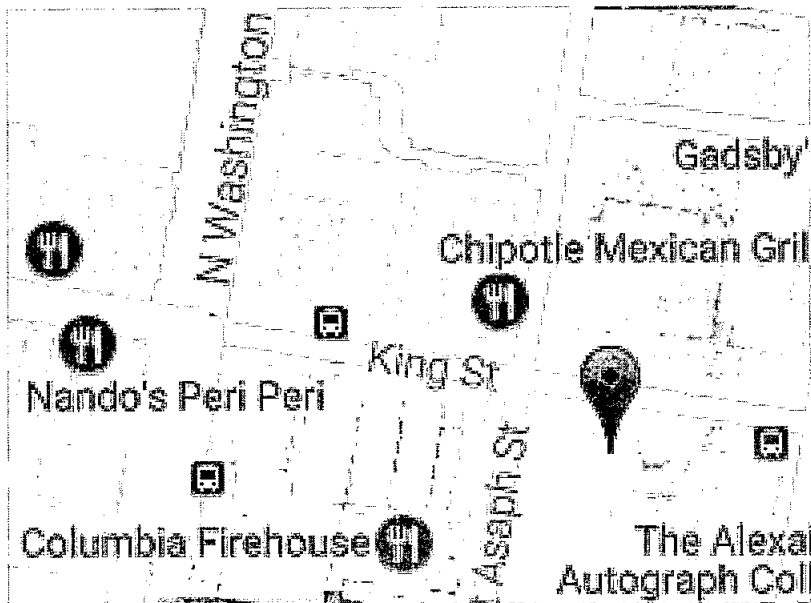 N Washington
Gadsby'
Chipotle Mexican Gril
King St
Nando's Peri Peri
Asaph St
Columbia Firehouse
The Alexa
Autograph Coll